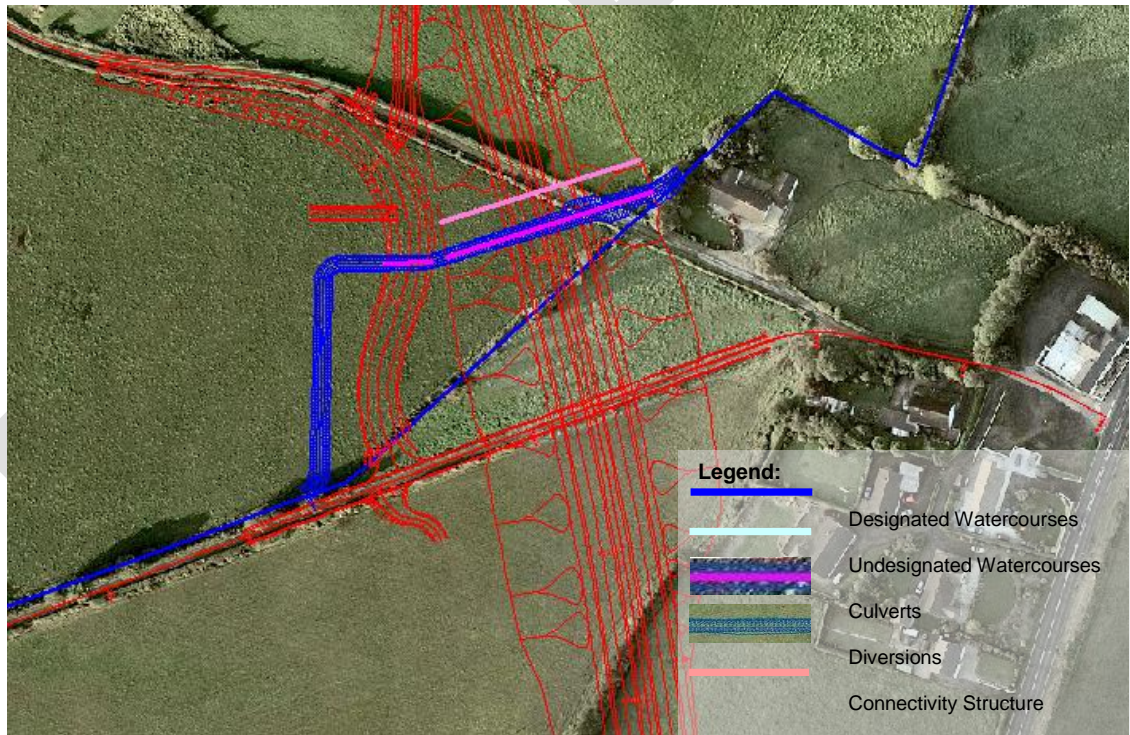 Legend:
Designated Watercourses
Undesignated Watercourses
Culverts
Diversions
Connectivity Structure